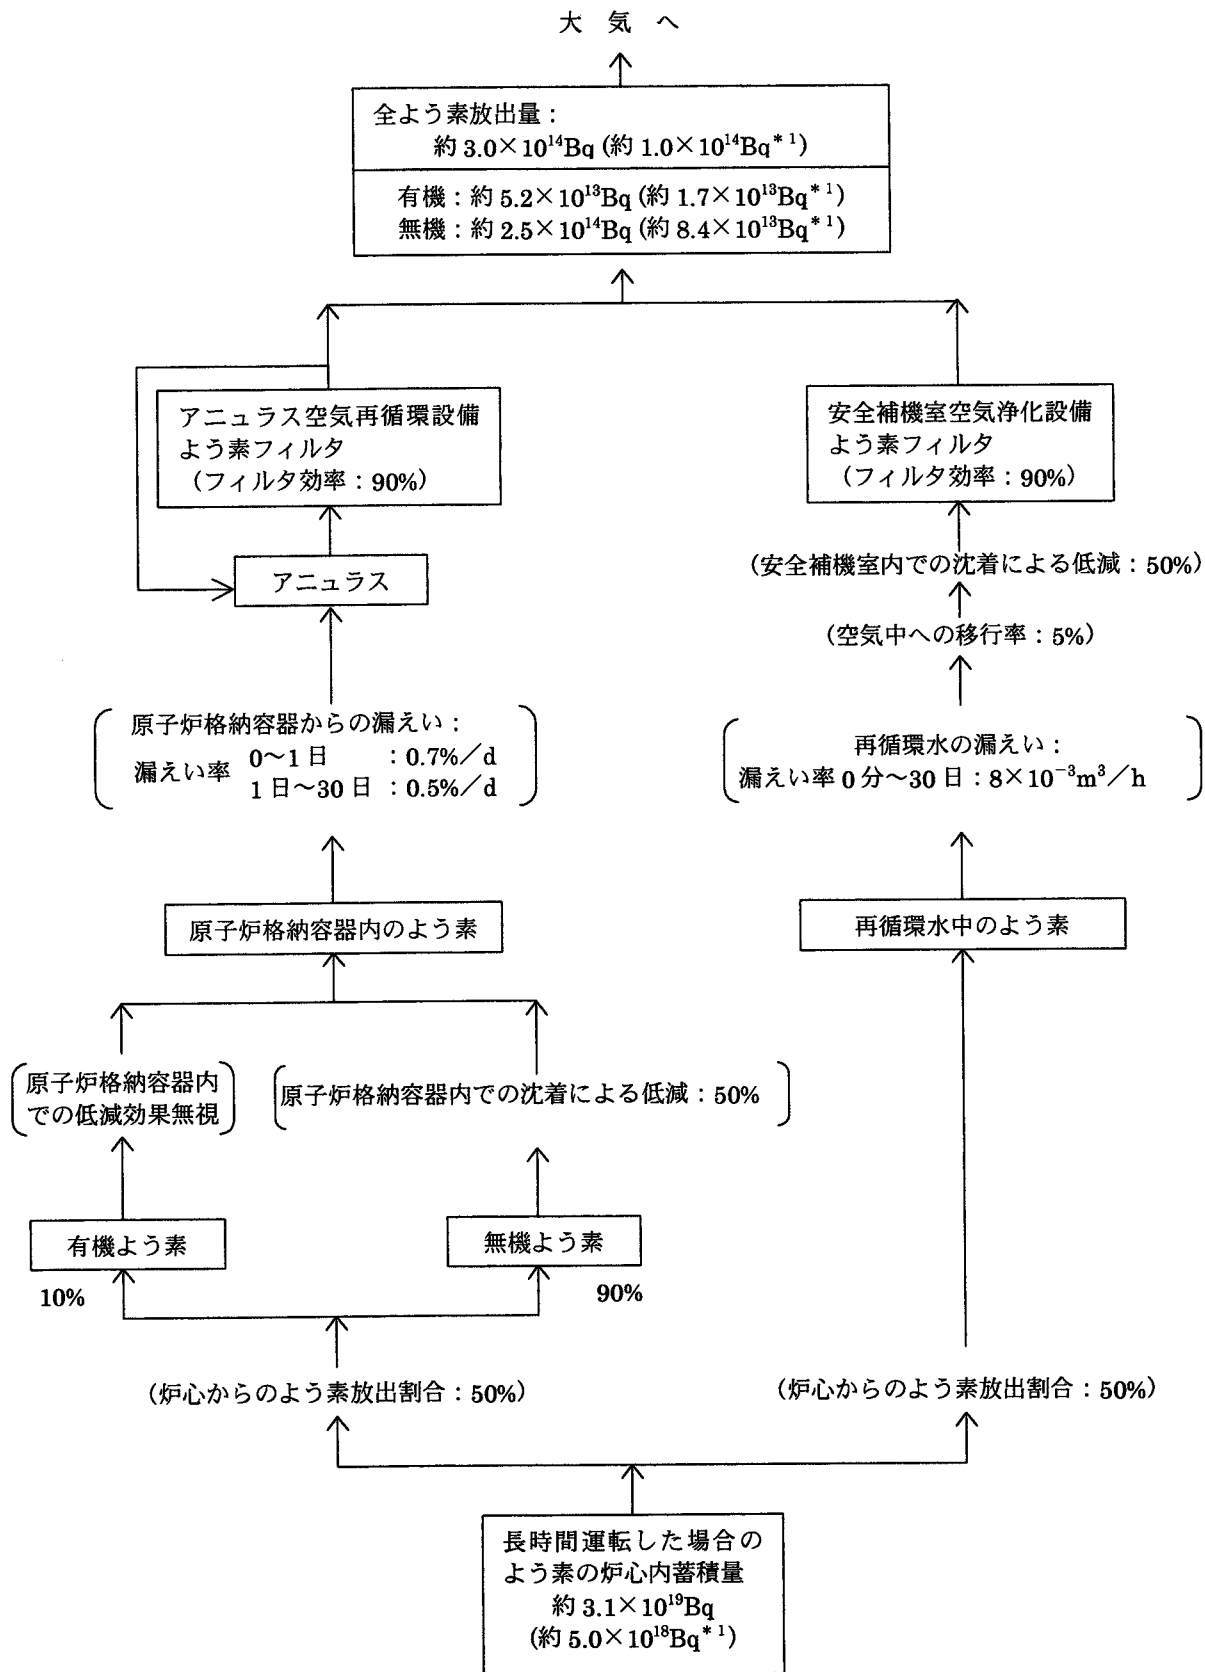 大気へ
全よう素放出量：
約 3.0×10¹⁴Bq (約 1.0×10¹⁴Bq*¹)
有機：約 5.2×10¹³Bq (約 1.7×10¹³Bq*¹)
無機：約 2.5×10¹⁴Bq (約 8.4×10¹³Bq*¹)
アニュラス空気再循環設備
よう素フィルタ
（フィルタ効率：90%）
安全補機室空気浄化設備
よう素フィルタ
（フィルタ効率：90%）
アニュラス
（安全補機室内での沈着による低減：50%）
（空気中への移行率：5%）
原子炉格納容器からの漏えい：
漏えい率 0～1日 ：0.7%／d
1日～30日 ：0.5%／d
再循環水の漏えい：
漏えい率 0分～30日：8×10⁻³m³／h
原子炉格納容器内のよう素
再循環水中のよう素
原子炉格納容器内
での低減効果無視
原子炉格納容器内での沈着による低減：50%
有機よう素
無機よう素
10%
90%
（炉心からのよう素放出割合：50%）
（炉心からのよう素放出割合：50%）
長時間運転した場合の
よう素の炉心内蓄積量
約 3.1×10¹⁹Bq
(約 5.0×10¹⁸Bq*¹)